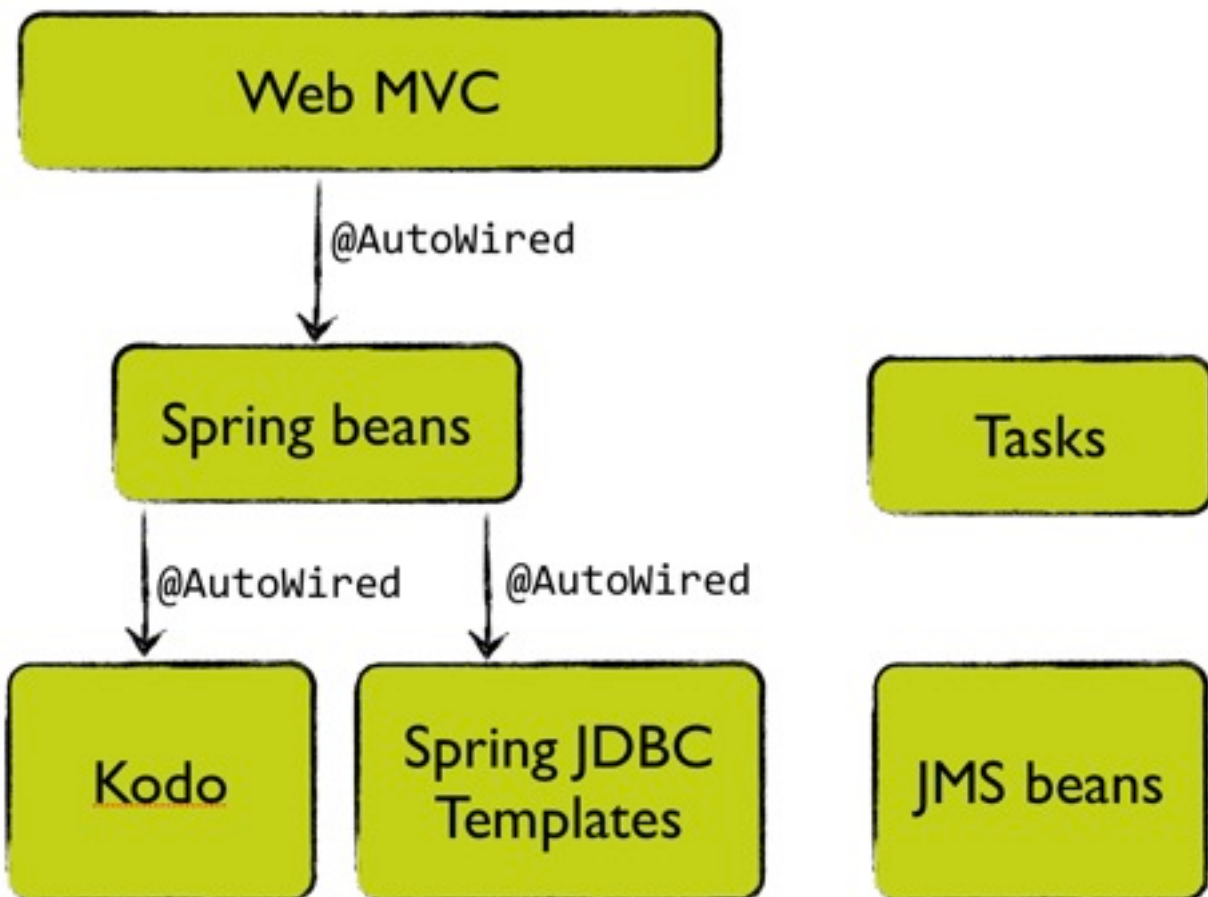 Web MVC
@AutoWired
Spring beans
Tasks
@AutoWired
@AutoWired
Kodo
Spring JDBC
Templates
JMS beans